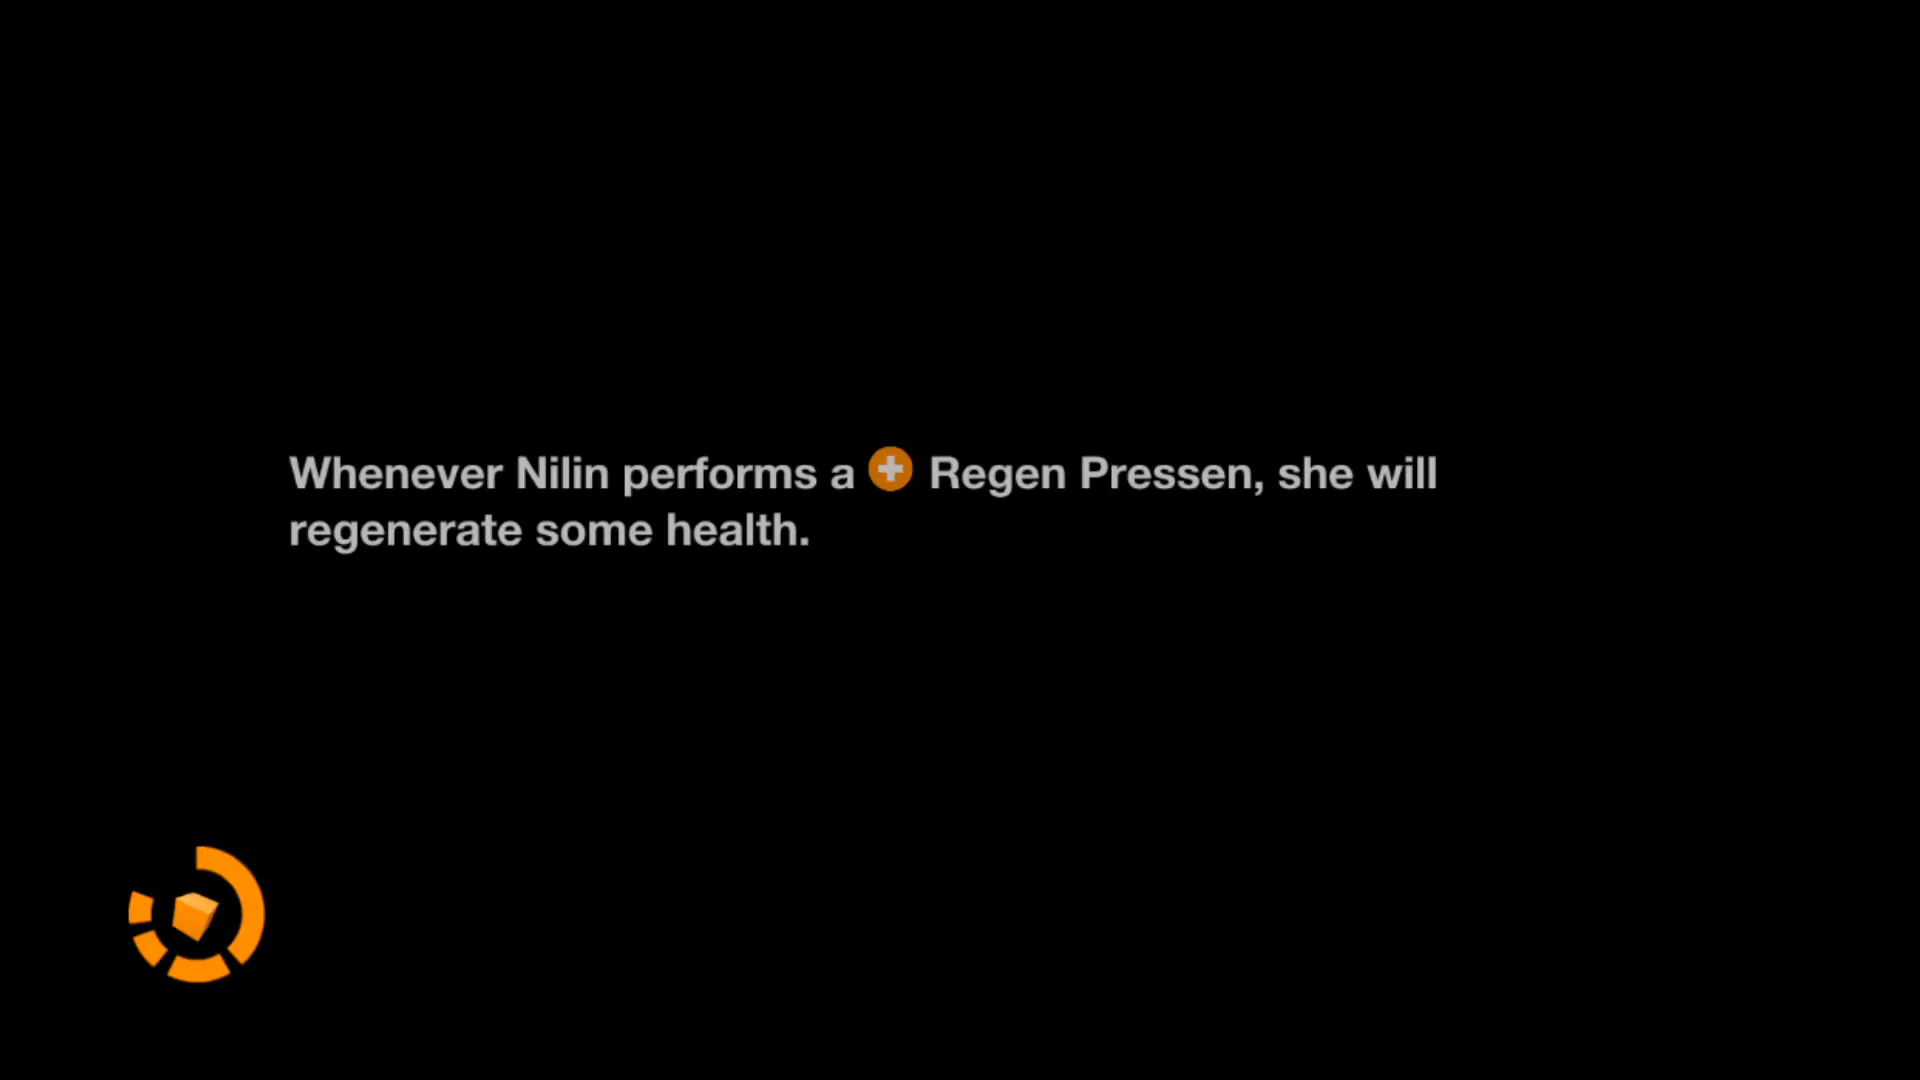 Whenever Nilin performs a Regen Pressen, she will
regenerate some health.